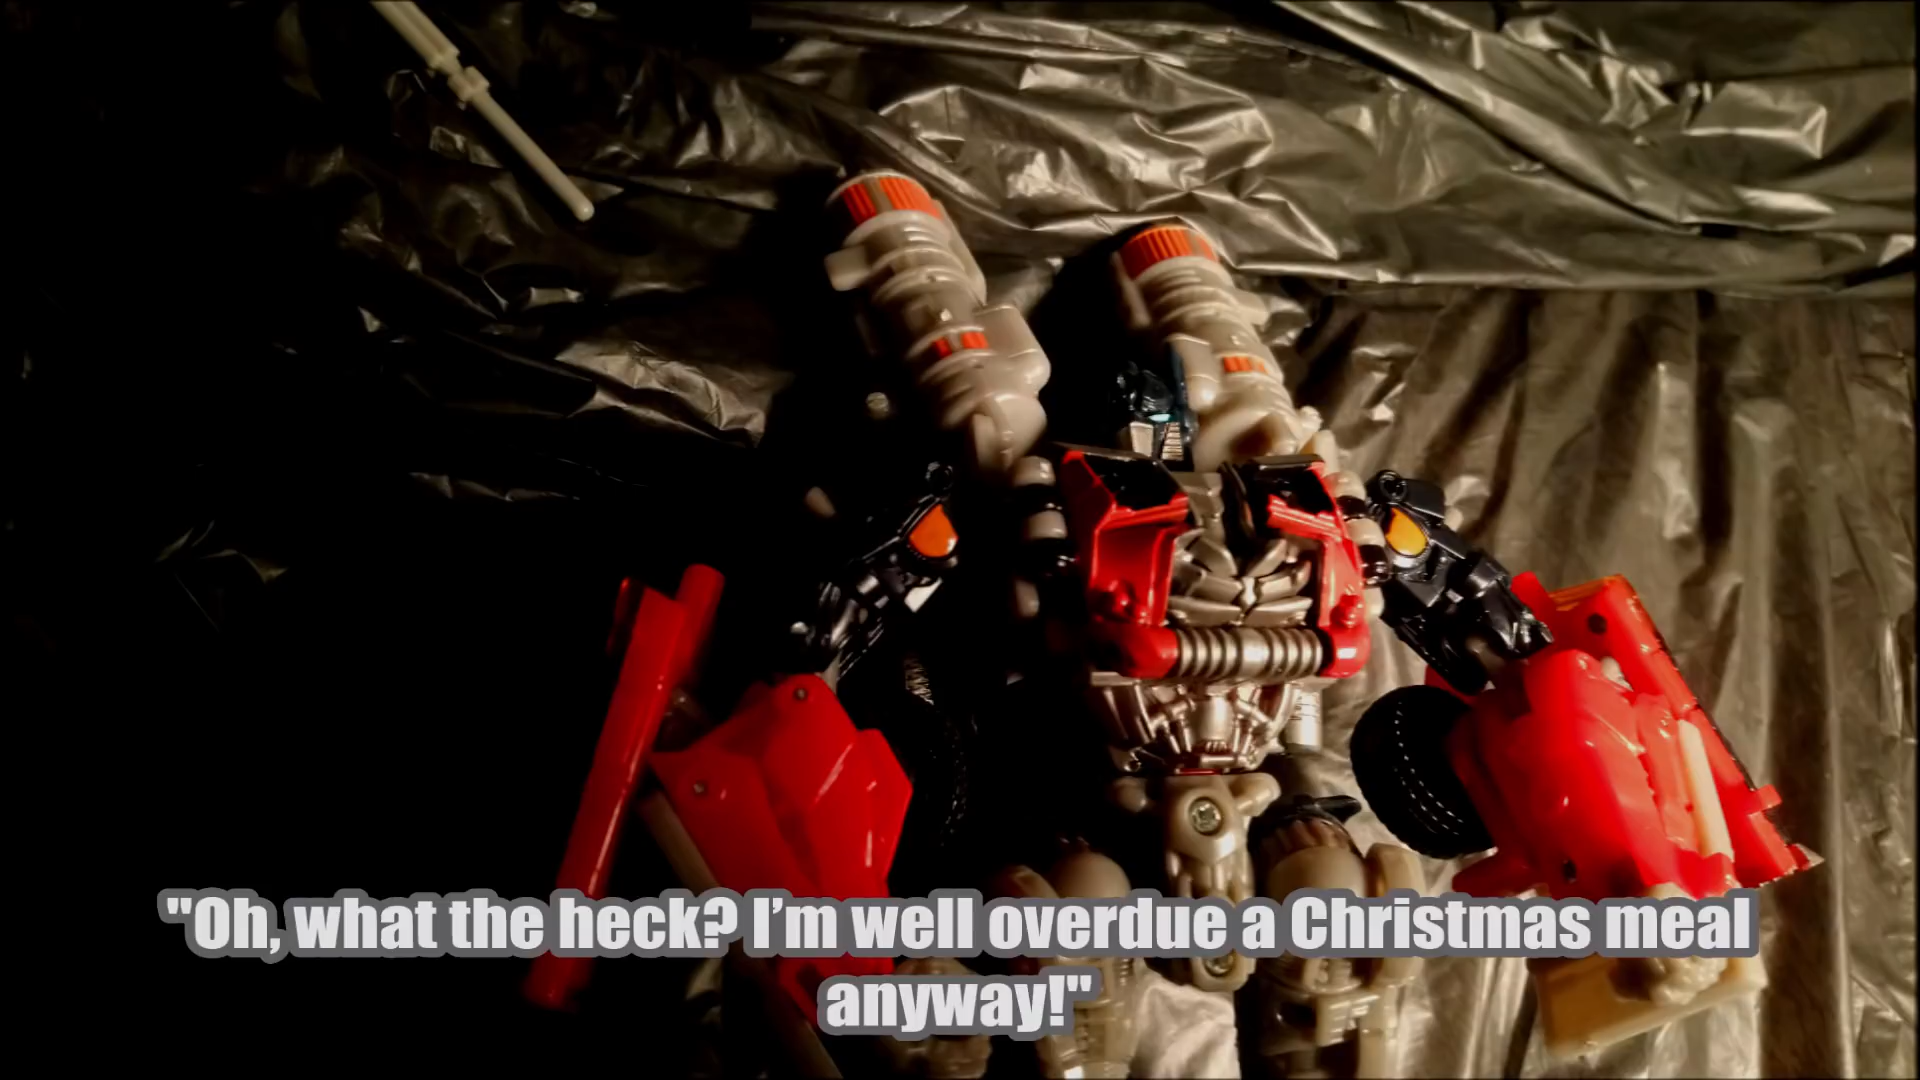 "Oh, what the heck? I’m well overdue a Christmas meal
anyway!"